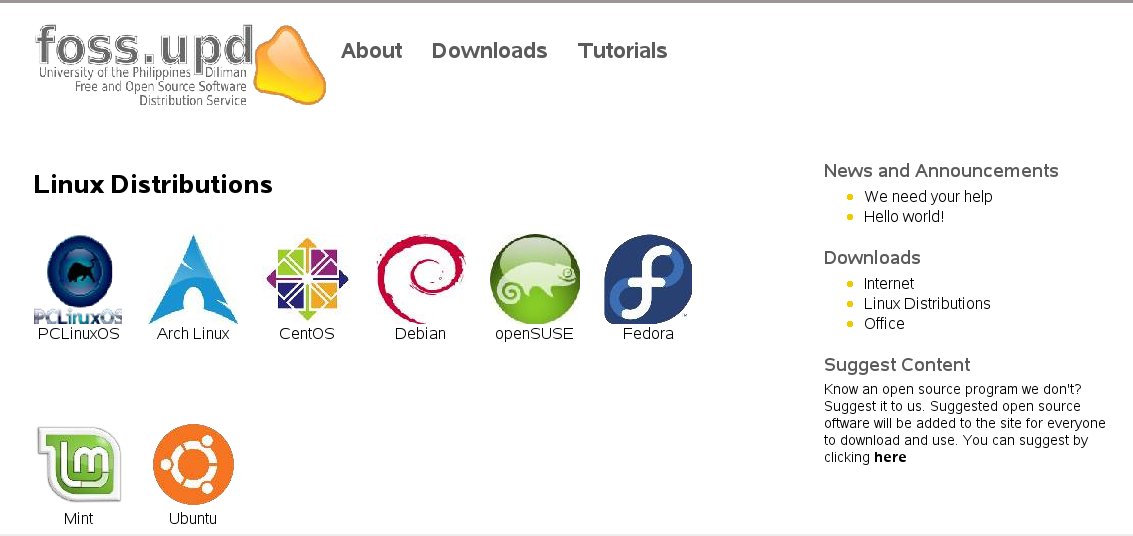 foss.upd
University of the Philippines Diliman
Free and Open Source Software
Distribution Service
About Downloads Tutorials
Linux Distributions
PCLinuxOS
PCLinuxOS Arch Linux CentOS Debian openSUSE Fedora
lm
Mint Ubuntu
News and Announcements
We need your help
Hello world!
Downloads
Internet
Linux Distributions
Office
Suggest Content
Know an open source program we don't?
Suggest it to us. Suggested open source
oftware will be added to the site for everyone
to download and use. You can suggest by
clicking here